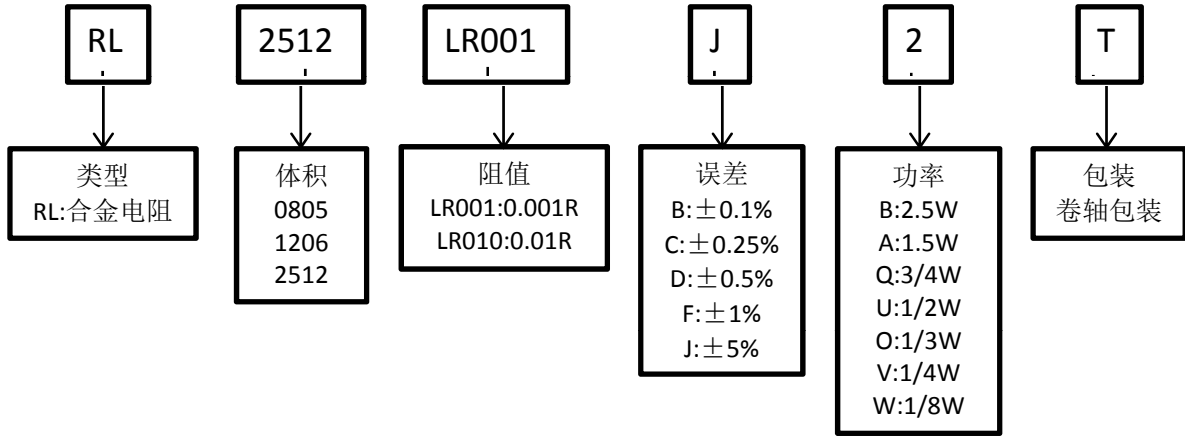 RL 2512 LR001 J 2 T
类型
RL:合金电阻
体积
0805
1206
2512
阻值
LR001:0.001R
LR010:0.01R
误差
B:±0.1%
C:±0.25%
D:±0.5%
F:±1%
J:±5%
功率
B:2.5W
A:1.5W
Q:3/4W
U:1/2W
O:1/3W
V:1/4W
W:1/8W
包装
卷轴包装